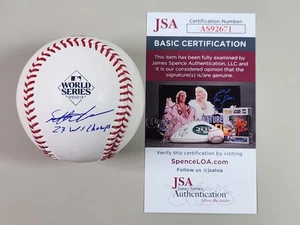 WORLD
SERIES
2023
23 WS Champs
JSA
Certification Number
AS92671
BASIC CERTIFICATION
This item has been fully examined by
James Spence Authentication, LLC and
it is our considered opinion that the
signature(s) is/are genuine.
Verify this certification by visiting
SpenceLOA.com
Follow us @jsaloa
JSA
James Spence
Authentication